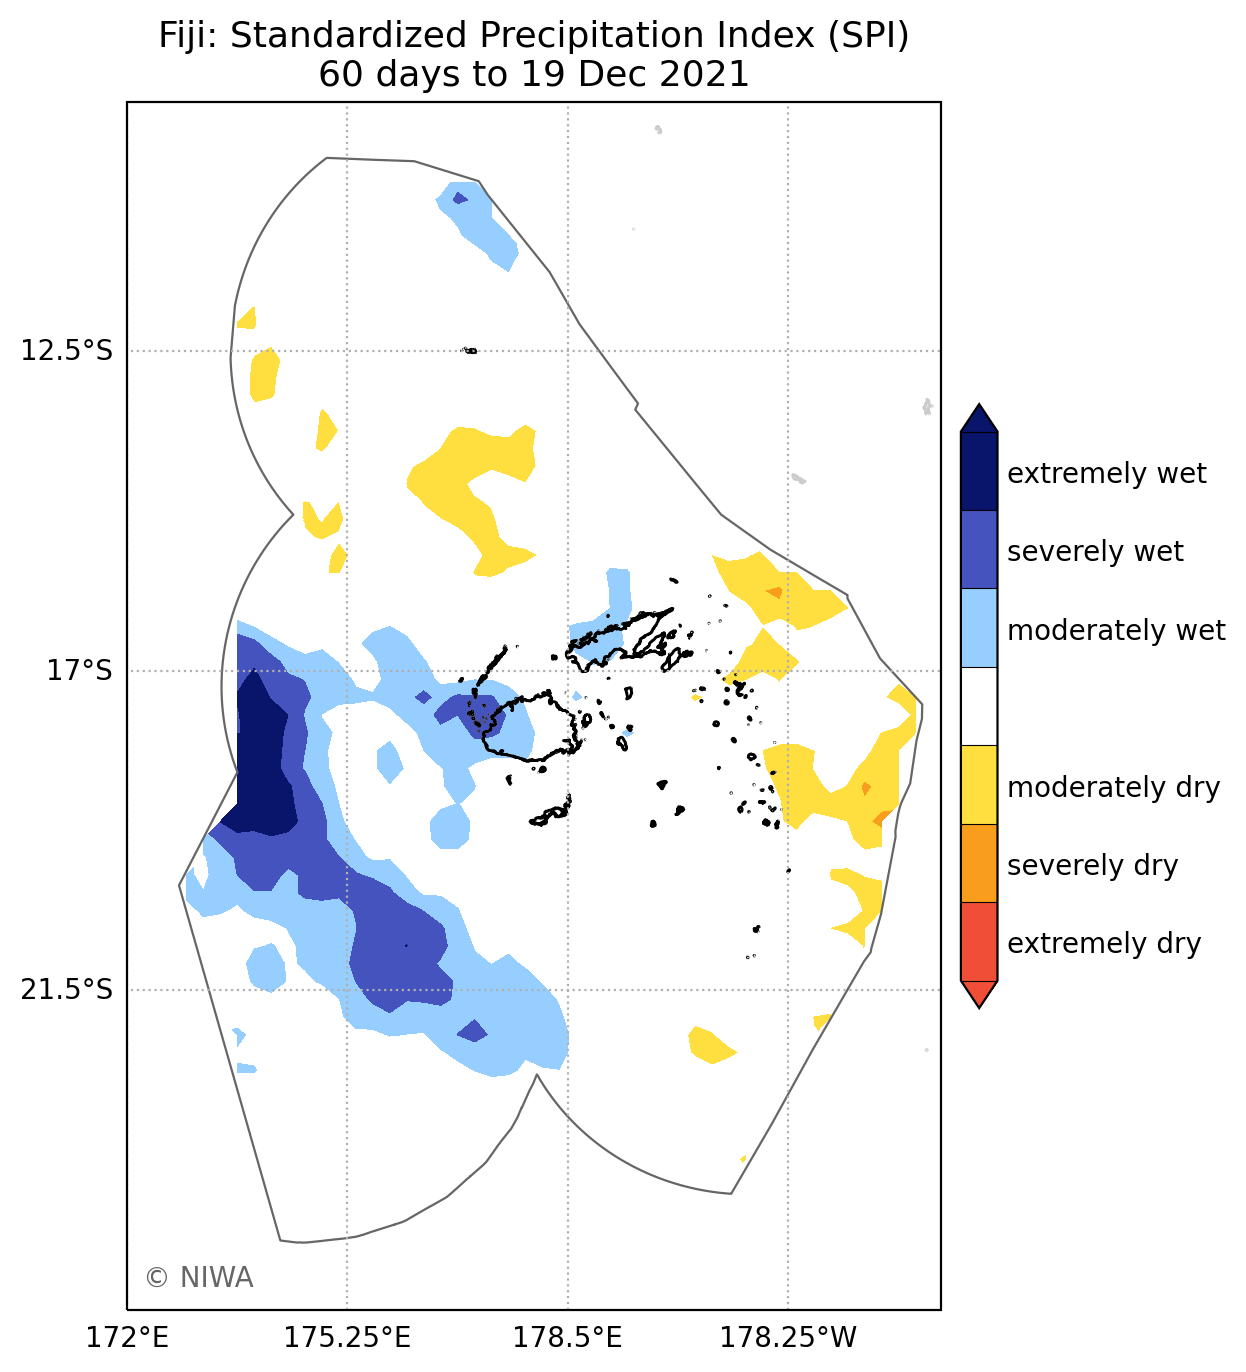 Fiji: Standardized Precipitation Index (SPI)
60 days to 19 Dec 2021
12.5°S
17°S
21.5°S
172°E
175.25°E
178.5°E
178.25°W
extremely wet
severely wet
moderately wet
moderately dry
severely dry
extremely dry
© NIWA